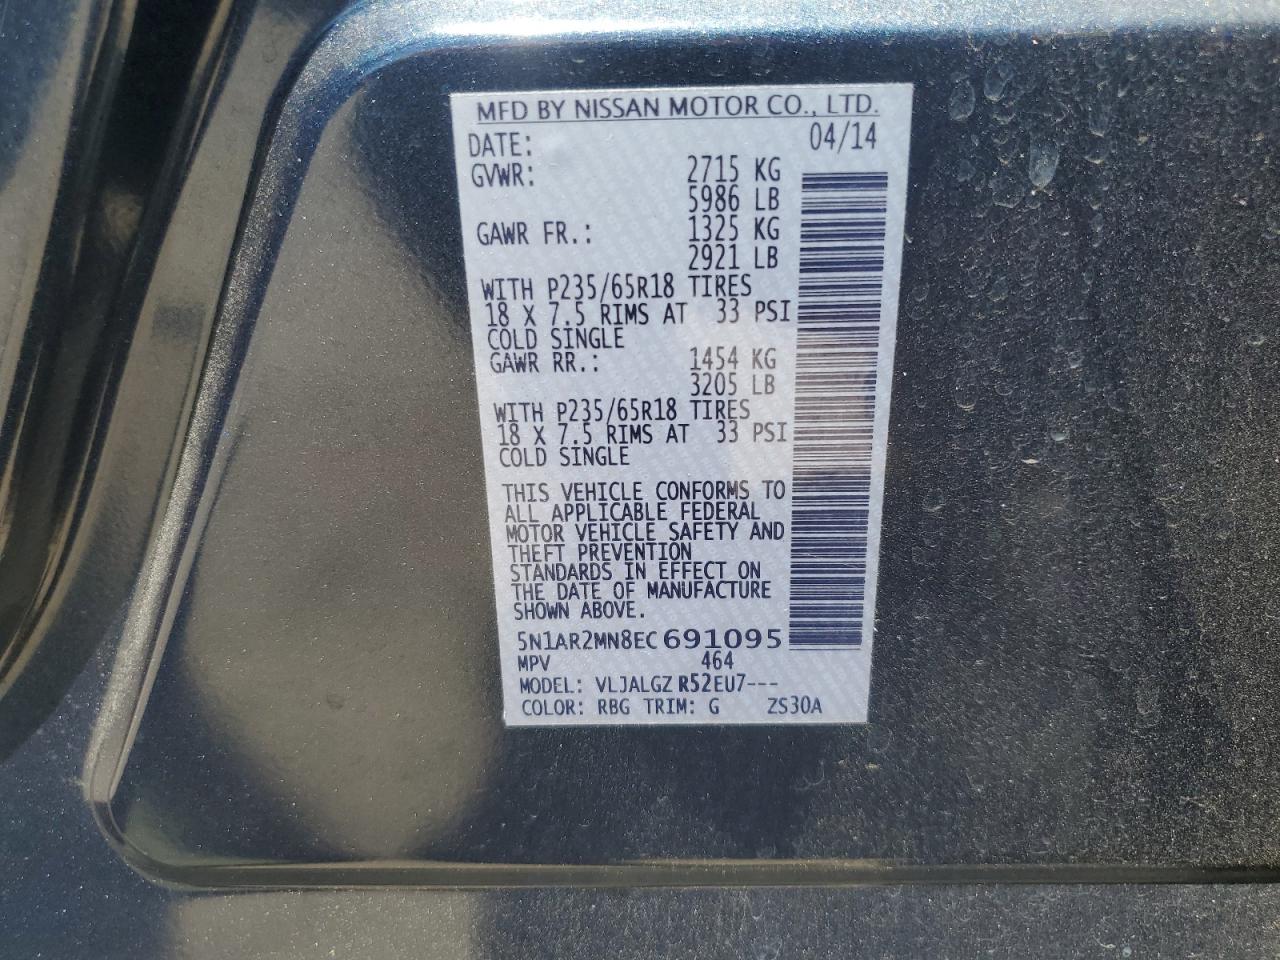 MFD BY NISSAN MOTOR CO., LTD.
DATE: 04/14
GVWR: 2715 KG
5986 LB
GAWR FR.: 1325 KG
2921 LB
WITH P235/65R18 TIRES
18 X 7.5 RIMS AT 33 PSI
COLD SINGLE
GAWR RR.: 1454 KG
3205 LB
WITH P235/65R18 TIRES
18 X 7.5 RIMS AT 33 PSI
COLD SINGLE
THIS VEHICLE CONFORMS TO
ALL APPLICABLE FEDERAL
MOTOR VEHICLE SAFETY AND
THEFT PREVENTION
STANDARDS IN EFFECT ON
THE DATE OF MANUFACTURE
SHOWN ABOVE.
5N1AR2MN8EC691095
MPV 464
MODEL: VLJALGZ R52EU7---
COLOR: RBG TRIM: G ZS30A